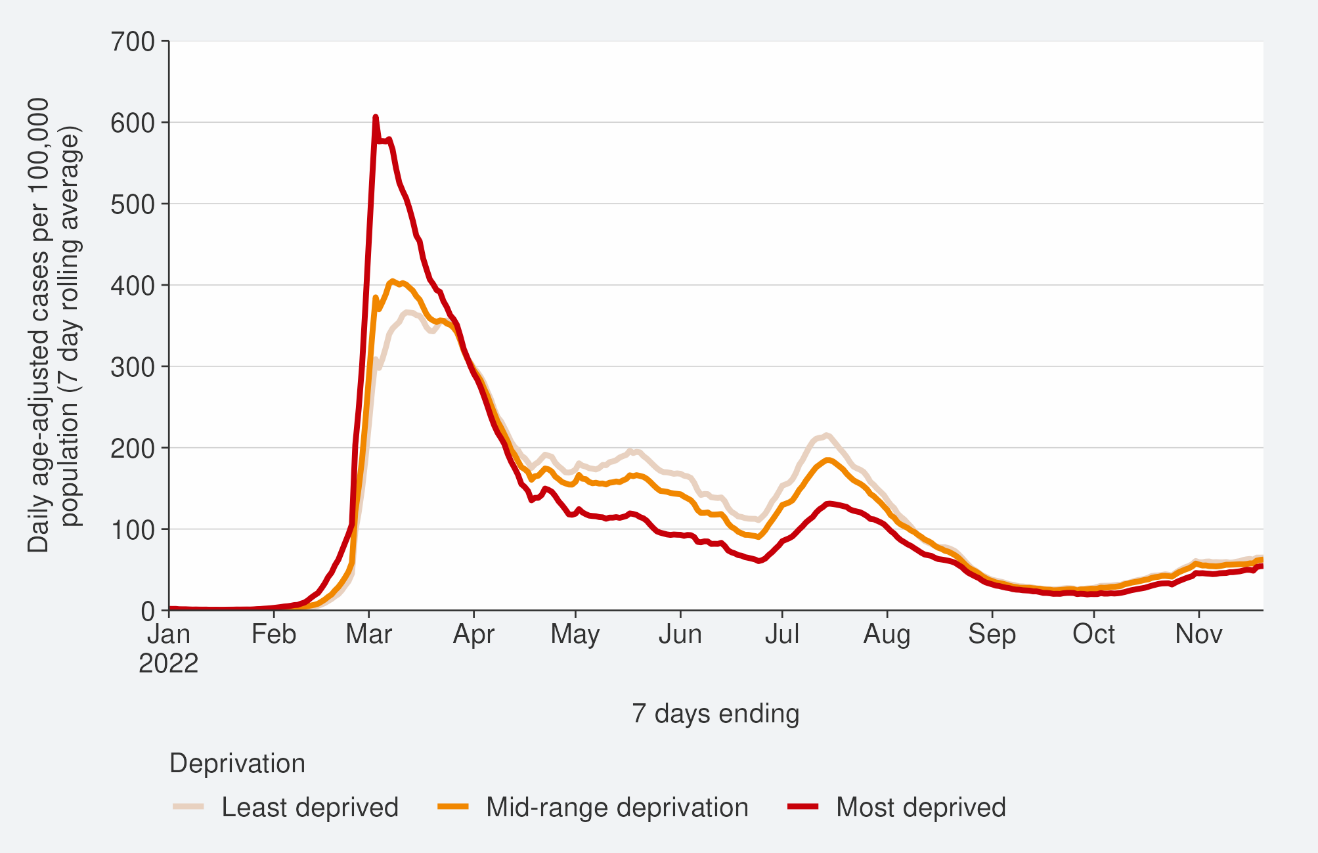 Daily age-adjusted cases per 100,000
population (7 day rolling average)
700
600
500
400
300
200
100
0
Jan Feb Mar Apr May Jun Jul Aug Sep Oct Nov
2022
7 days ending
Deprivation
Least deprived Mid-range deprivation Most deprived